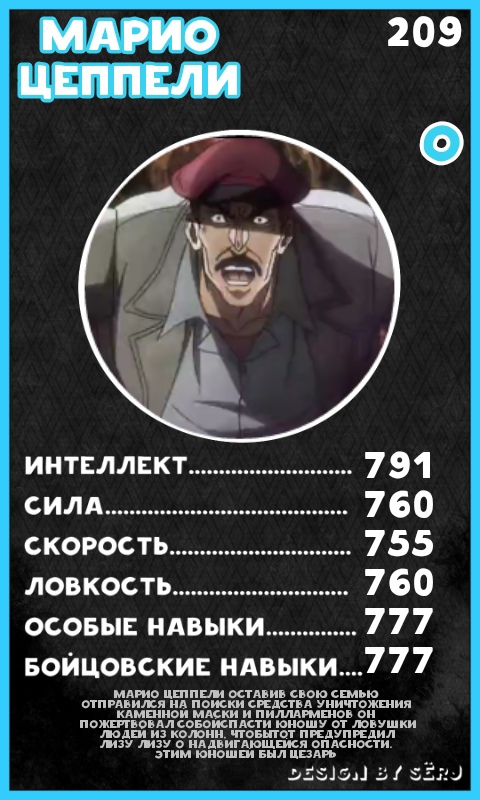 МАРИО
ЦЕППЕЛИ
209
ИНТЕЛЛЕКТ.................................. 791
СИЛА................................................... 760
СКОРОСТЬ...................................... 755
ЛОВКОСТЬ..................................... 760
ОСОБЫЕ НАВЫКИ................... 777
БОЙЦОВСКИЕ НАВЫКИ.... 777
МАРИО ЦЕППЕЛИ ОСТАВИВ СВОЮ СЕМЬЮ
ОТПРАВИЛСЯ НА ПОИСКИ СРЕДСТВА УНИЧТОЖЕНИЯ
КАМЕННОЙ МАСКИ И ПИЛЛАРМЕНОВ ОН
ПОЖЕРТВОВАЛ СОБОЙСПАСТИ ЮНОШУ ОТ ЛОВУШКИ
ЛЮДЕЙ ИЗ КОЛОНН, ЧТОБЫТОТ ПРЕДУПРЕДИЛ
ЛИЗУ ЛИЗУ О НАДВИГАЮЩЕЙСЯ ОПАСНОСТИ.
ЭТИМ ЮНОШЕЙ БЫЛ ЦЕЗАРЬ
DESIGN BY SЁRJ